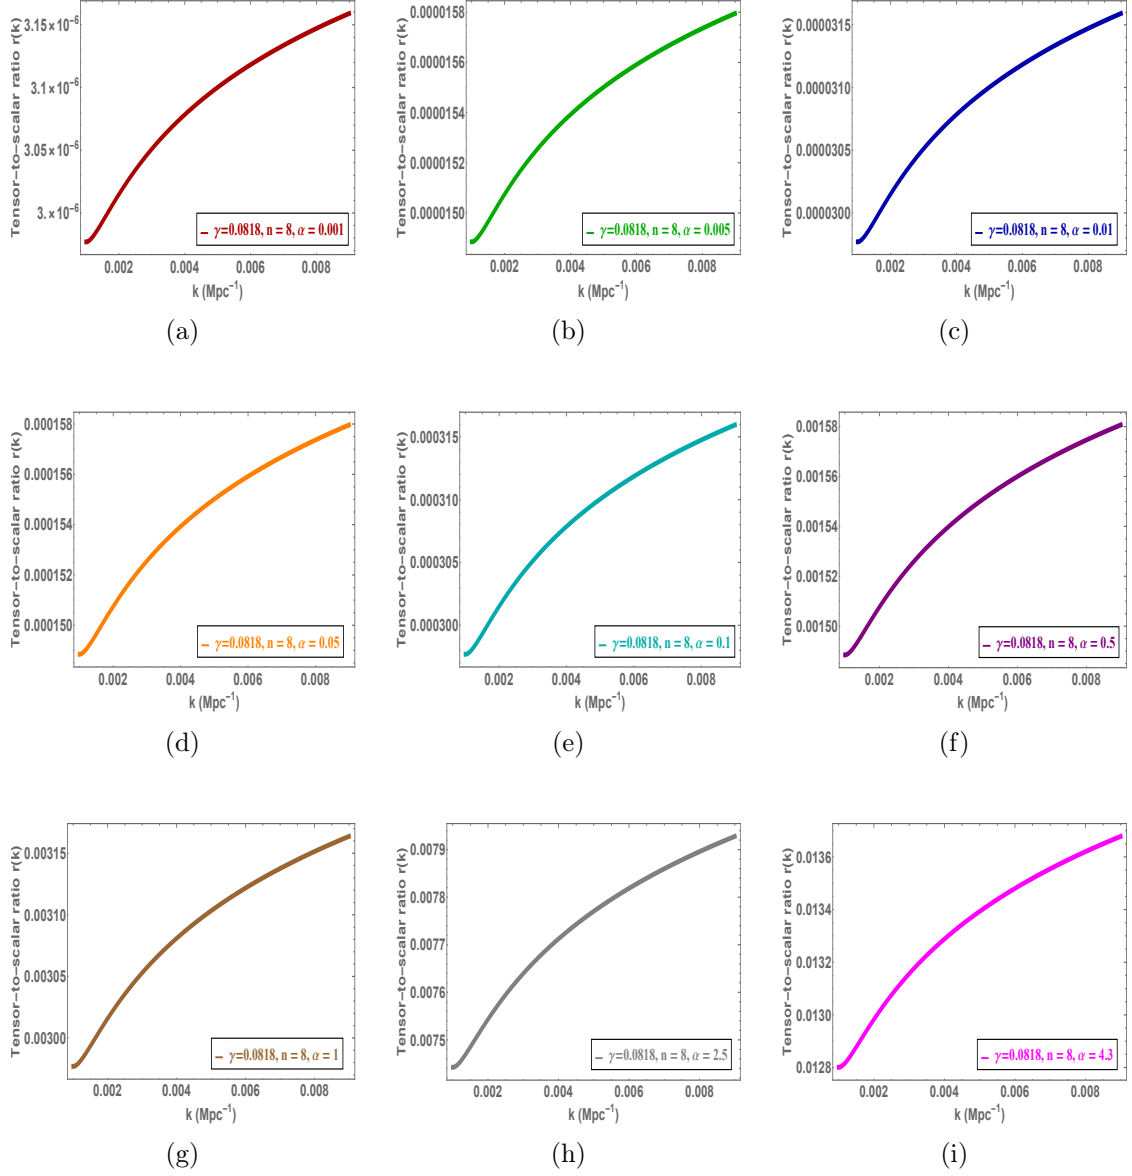 Tensor-to-scalar ratio r(k)
3.15×10⁻⁶
3.1×10⁻⁶
3.05×10⁻⁶
3.×10⁻⁶
γ=0.0818, n = 8, α = 0.001
0.002 0.004 0.006 0.008
k (Mpc⁻¹)
(a)
Tensor-to-scalar ratio r(k)
0.0000158
0.0000156
0.0000154
0.0000152
0.0000150
γ=0.0818, n = 8, α = 0.005
0.002 0.004 0.006 0.008
k (Mpc⁻¹)
(b)
Tensor-to-scalar ratio r(k)
0.0000315
0.0000310
0.0000305
0.0000300
γ=0.0818, n = 8, α = 0.01
0.002 0.004 0.006 0.008
k (Mpc⁻¹)
(c)
Tensor-to-scalar ratio r(k)
0.000158
0.000156
0.000154
0.000152
0.000150
γ=0.0818, n = 8, α = 0.05
0.002 0.004 0.006 0.008
k (Mpc⁻¹)
(d)
Tensor-to-scalar ratio r(k)
0.000315
0.000310
0.000305
0.000300
γ=0.0818, n = 8, α = 0.1
0.002 0.004 0.006 0.008
k (Mpc⁻¹)
(e)
Tensor-to-scalar ratio r(k)
0.00158
0.00156
0.00154
0.00152
0.00150
γ=0.0818, n = 8, α = 0.5
0.002 0.004 0.006 0.008
k (Mpc⁻¹)
(f)
Tensor-to-scalar ratio r(k)
0.00315
0.00310
0.00305
0.00300
γ=0.0818, n = 8, α = 1
0.002 0.004 0.006 0.008
k (Mpc⁻¹)
(g)
Tensor-to-scalar ratio r(k)
0.0079
0.0078
0.0077
0.0076
0.0075
γ=0.0818, n = 8, α = 2.5
0.002 0.004 0.006 0.008
k (Mpc⁻¹)
(h)
Tensor-to-scalar ratio r(k)
0.0136
0.0134
0.0132
0.0130
0.0128
γ=0.0818, n = 8, α = 4.3
0.002 0.004 0.006 0.008
k (Mpc⁻¹)
(i)